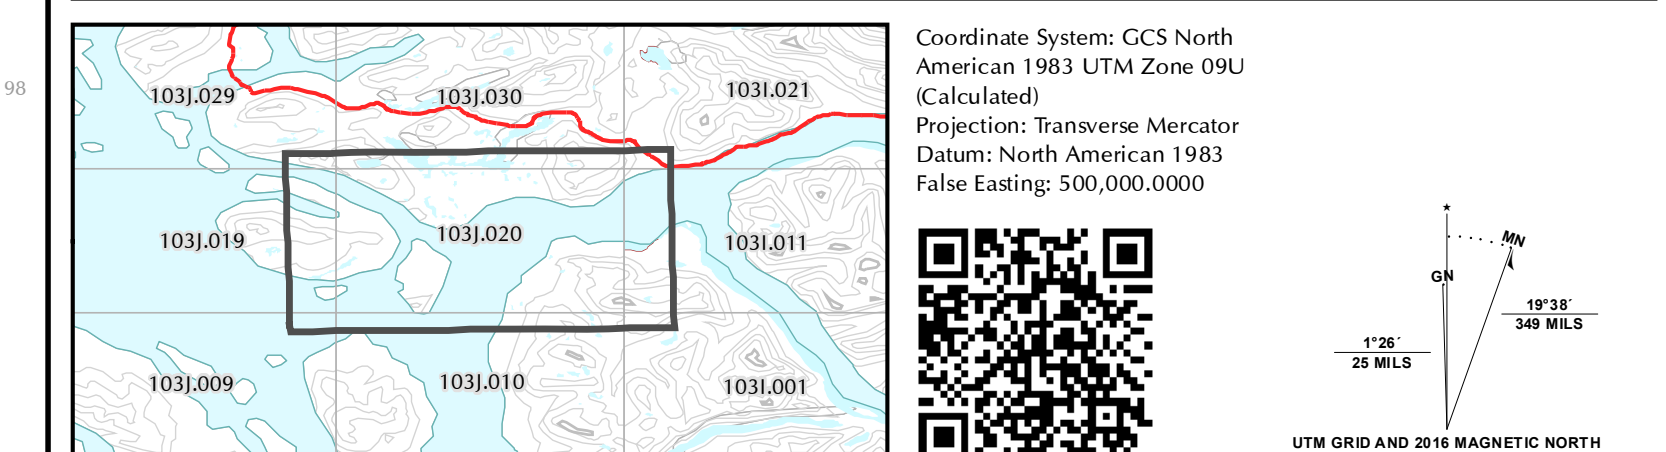 98
103J.029
103J.030
103I.021
103J.019
103J.020
103I.011
103J.009
103J.010
103I.001
Coordinate System: GCS North
American 1983 UTM Zone 09U
(Calculated)
Projection: Transverse Mercator
Datum: North American 1983
False Easting: 500,000.0000
MN
GN
19°38´
349 MILS
1°26´
25 MILS
UTM GRID AND 2016 MAGNETIC NORTH